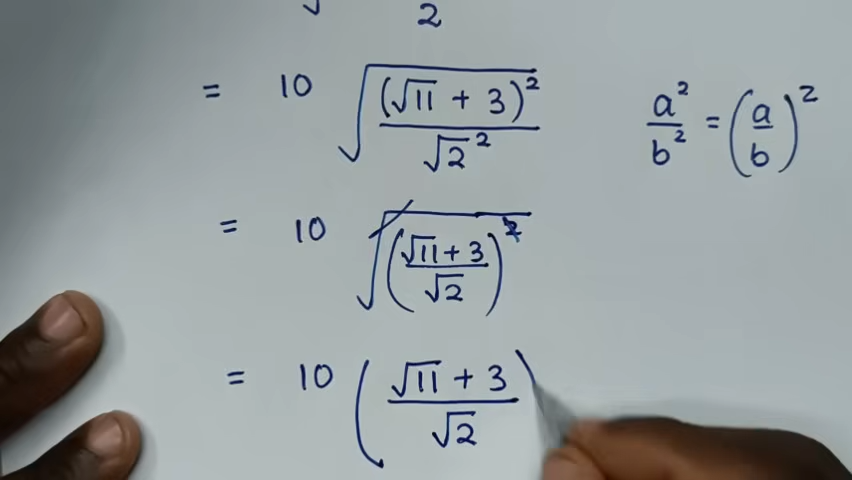 √ 2
= 10 √((√11 + 3)² / √2²)
a² / b² = (a / b)²
= 10 √((√11 + 3) / √2)²
= 10 ((√11 + 3) / √2)